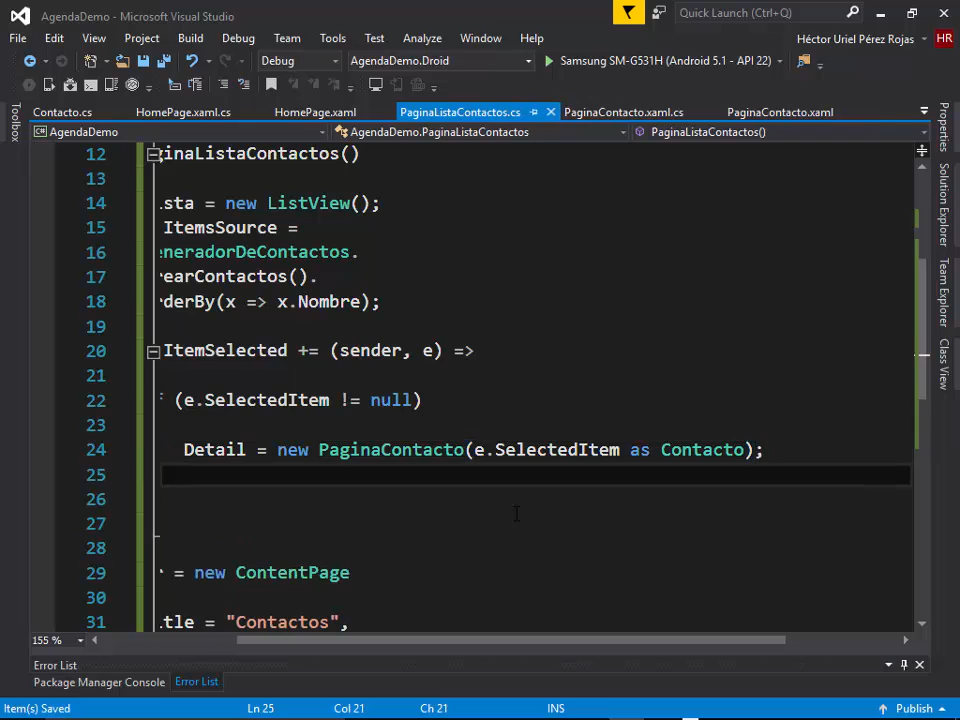 AgendaDemo - Microsoft Visual Studio
Quick Launch (Ctrl+Q)
File Edit View Project Build Debug Team Tools Test Analyze Window Help
Héctor Uriel Pérez Rojas HR
Debug AgendaDemo.Droid Samsung SM-G531H (Android 5.1 - API 22)
Contacto.cs HomePage.xaml.cs HomePage.xaml PaginaListaContactos.cs PaginaContacto.xaml.cs PaginaContacto.xaml
AgendaDemo AgendaDemo.PaginaListaContactos PaginaListaContactos()
Toolbox
Properties
Solution Explorer
Team Explorer
Class View
12 aginaListaContactos()
13
14 sta = new ListView();
15 ItemsSource =
16 eneradorDeContactos.
17 rearContactos().
18 rderBy(x => x.Nombre);
19
20 ItemSelected += (sender, e) =>
21
22 (e.SelectedItem != null)
23
24 Detail = new PaginaContacto(e.SelectedItem as Contacto);
25
26
27
28
29 = new ContentPage
30
31 tle = "Contactos",
155 %
Error List
Package Manager Console Error List
Item(s) Saved Ln 25 Col 21 Ch 21 INS Publish